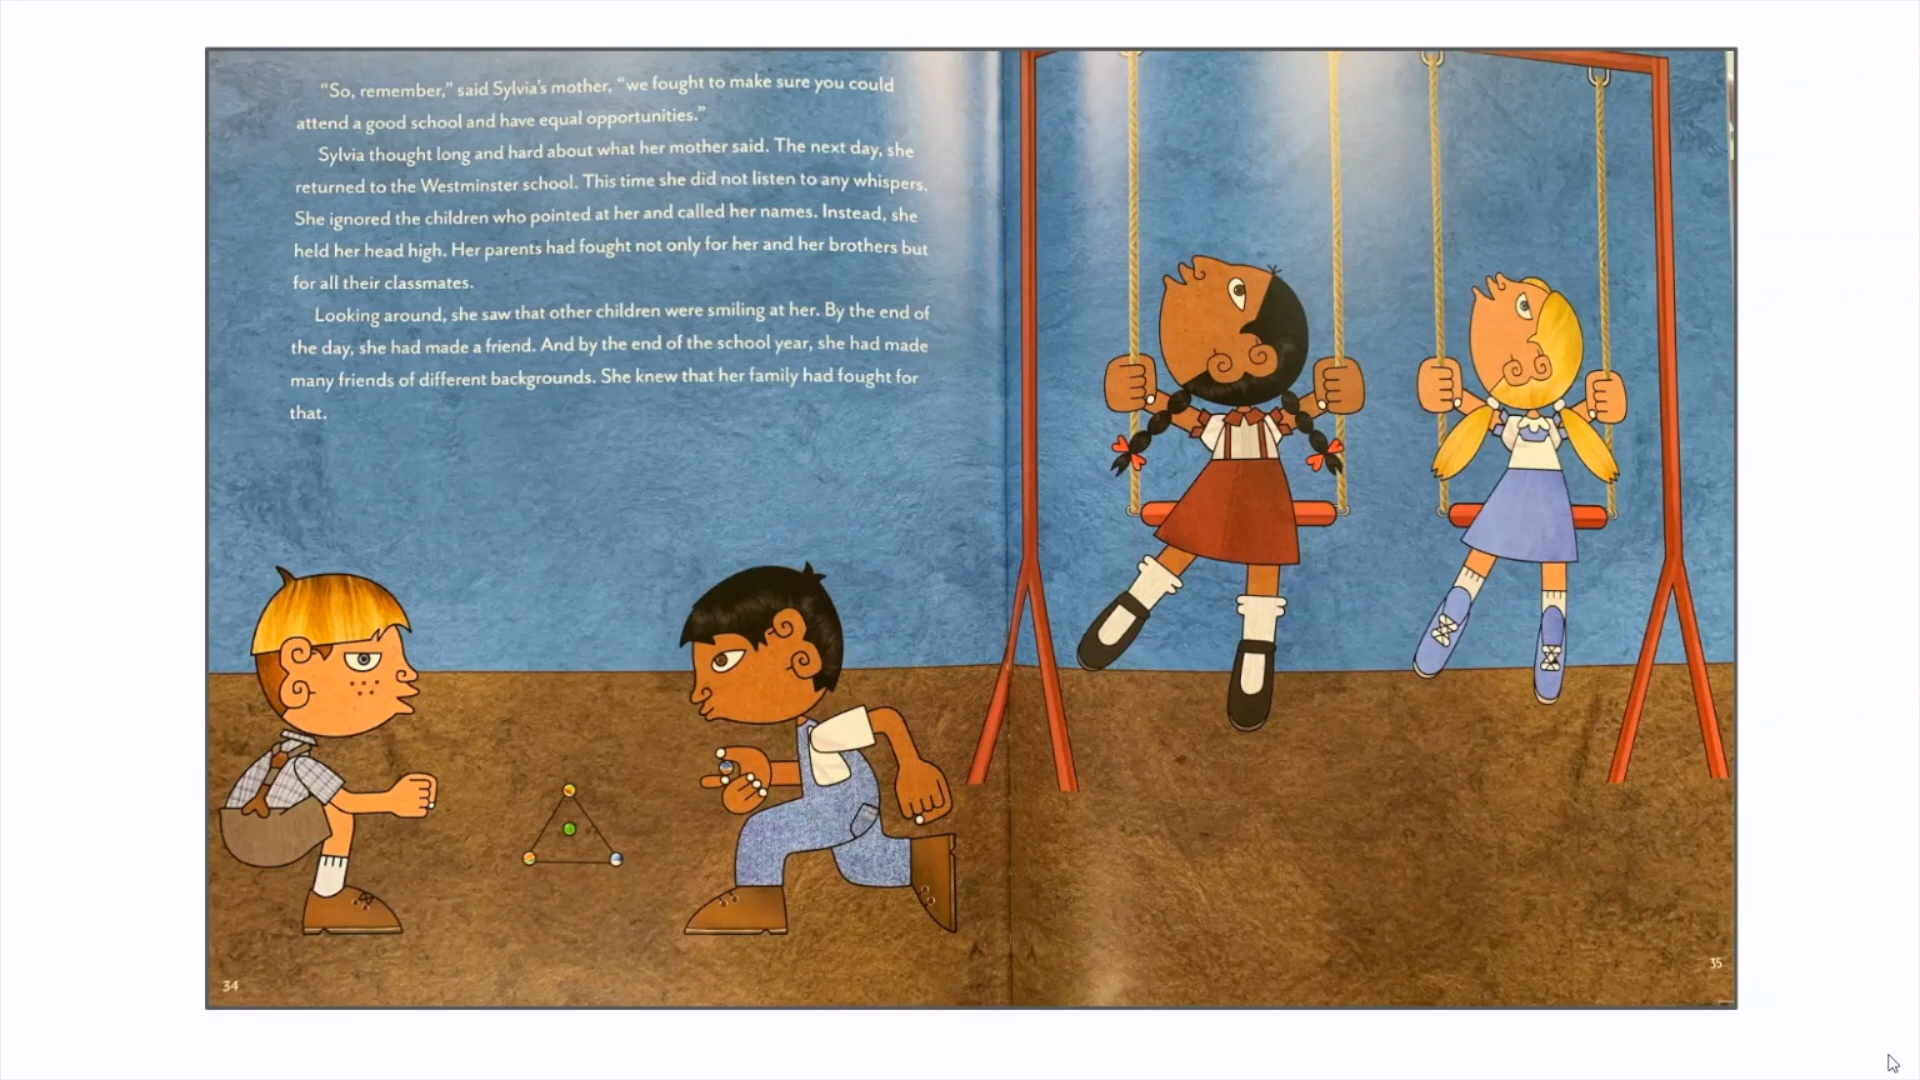 “So, remember,” said Sylvia’s mother, “we fought to make sure you could
attend a good school and have equal opportunities.”
Sylvia thought long and hard about what her mother said. The next day, she
returned to the Westminster school. This time she did not listen to any whispers.
She ignored the children who pointed at her and called her names. Instead, she
held her head high. Her parents had fought not only for her and her brothers but
for all their classmates.
Looking around, she saw that other children were smiling at her. By the end of
the day, she had made a friend. And by the end of the school year, she had made
many friends of different backgrounds. She knew that her family had fought for
that.
34
35